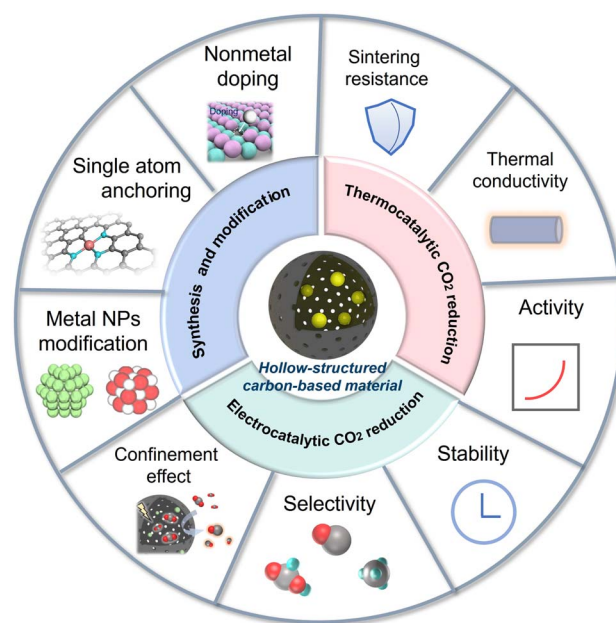 Nonmetal
doping
Doping
Sintering
resistance
Thermal
conductivity
Activity
Stability
Selectivity
Confinement
effect
Metal NPs
modification
Single atom
anchoring
Synthesis and modification
Thermocatalytic CO2 reduction
Electrocatalytic CO2 reduction
Hollow-structured
carbon-based material